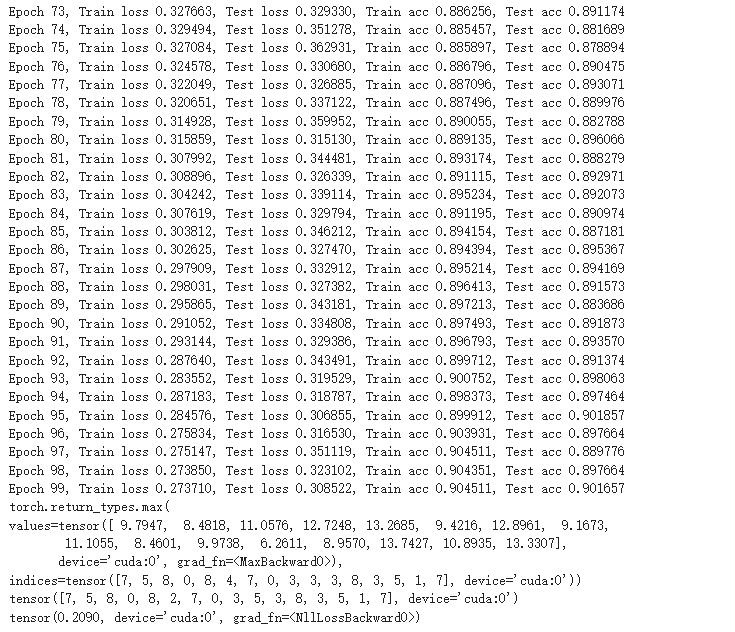 Epoch 73, Train loss 0.327663, Test loss 0.329330, Train acc 0.886256, Test acc 0.891174
Epoch 74, Train loss 0.329494, Test loss 0.351278, Train acc 0.885457, Test acc 0.881689
Epoch 75, Train loss 0.327084, Test loss 0.362931, Train acc 0.885897, Test acc 0.878894
Epoch 76, Train loss 0.324578, Test loss 0.330680, Train acc 0.886796, Test acc 0.890475
Epoch 77, Train loss 0.322049, Test loss 0.326885, Train acc 0.887096, Test acc 0.893071
Epoch 78, Train loss 0.320651, Test loss 0.337122, Train acc 0.887496, Test acc 0.889976
Epoch 79, Train loss 0.314928, Test loss 0.359952, Train acc 0.890055, Test acc 0.882788
Epoch 80, Train loss 0.315859, Test loss 0.315130, Train acc 0.889135, Test acc 0.896066
Epoch 81, Train loss 0.307992, Test loss 0.344481, Train acc 0.893174, Test acc 0.888279
Epoch 82, Train loss 0.308896, Test loss 0.326339, Train acc 0.891115, Test acc 0.892971
Epoch 83, Train loss 0.304242, Test loss 0.339114, Train acc 0.895234, Test acc 0.892073
Epoch 84, Train loss 0.307619, Test loss 0.329794, Train acc 0.891195, Test acc 0.890974
Epoch 85, Train loss 0.303812, Test loss 0.346212, Train acc 0.894154, Test acc 0.887181
Epoch 86, Train loss 0.302625, Test loss 0.327470, Train acc 0.894394, Test acc 0.895367
Epoch 87, Train loss 0.297909, Test loss 0.332912, Train acc 0.895214, Test acc 0.894169
Epoch 88, Train loss 0.298031, Test loss 0.327382, Train acc 0.896413, Test acc 0.891573
Epoch 89, Train loss 0.295865, Test loss 0.343181, Train acc 0.897213, Test acc 0.883686
Epoch 90, Train loss 0.291052, Test loss 0.334808, Train acc 0.897493, Test acc 0.891873
Epoch 91, Train loss 0.293144, Test loss 0.329386, Train acc 0.896793, Test acc 0.893570
Epoch 92, Train loss 0.287640, Test loss 0.343491, Train acc 0.899712, Test acc 0.891374
Epoch 93, Train loss 0.283552, Test loss 0.319529, Train acc 0.900752, Test acc 0.898063
Epoch 94, Train loss 0.287183, Test loss 0.318787, Train acc 0.898373, Test acc 0.897464
Epoch 95, Train loss 0.284576, Test loss 0.306855, Train acc 0.899912, Test acc 0.901857
Epoch 96, Train loss 0.275834, Test loss 0.316530, Train acc 0.903931, Test acc 0.897664
Epoch 97, Train loss 0.275147, Test loss 0.351119, Train acc 0.904511, Test acc 0.889776
Epoch 98, Train loss 0.273850, Test loss 0.323102, Train acc 0.904351, Test acc 0.897664
Epoch 99, Train loss 0.273710, Test loss 0.308522, Train acc 0.904511, Test acc 0.901657
torch.return_types.max(
values=tensor([ 9.7947,  8.4818, 11.0576, 12.7248, 13.2685,  9.4216, 12.8961,  9.1673,
        11.1055,  8.4601,  9.9738,  6.2611,  8.9570, 13.7427, 10.8935, 13.3307],
       device='cuda:0', grad_fn=<MaxBackward0>),
indices=tensor([7, 5, 8, 0, 8, 4, 7, 0, 3, 3, 3, 8, 3, 5, 1, 7], device='cuda:0'))
tensor([7, 5, 8, 0, 8, 2, 7, 0, 3, 5, 3, 8, 3, 5, 1, 7], device='cuda:0')
tensor(0.2090, device='cuda:0', grad_fn=<NllLossBackward0>)